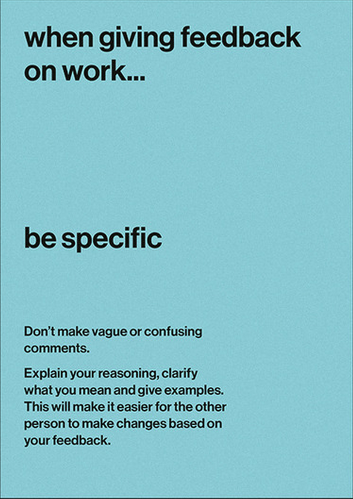 when giving feedback
on work...
be specific
Don't make vague or confusing
comments.
Explain your reasoning, clarify
what you mean and give examples.
This will make it easier for the other
person to make changes based on
your feedback.